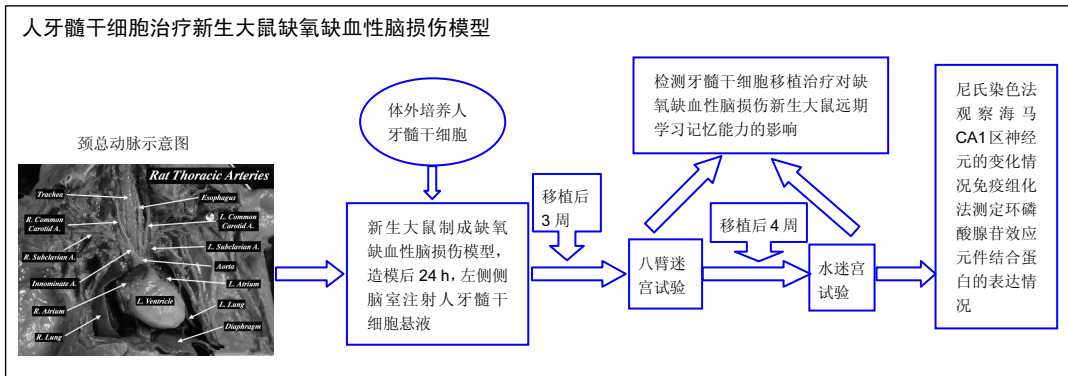 人牙髓干细胞治疗新生大鼠缺氧缺血性脑损伤模型
颈总动脉示意图
Rat Thoracic Arteries
Trachea
Esophagus
R. Common
Carotid A.
L. Common
Carotid A.
R. Subclavian A.
L. Subclavian A.
Aorta
Innominate A.
L. Atrium
R. Atrium
L. Ventricle
L. Lung
R. Lung
Diaphragm
体外培养人
牙髓干细胞
新生大鼠制成缺氧
缺血性脑损伤模型，
造模后 24 h，左侧侧
脑室注射人牙髓干
细胞悬液
移植后
3 周
八臂迷
宫试验
检测牙髓干细胞移植治疗对缺
氧缺血性脑损伤新生大鼠远期
学习记忆能力的影响
移植后 4 周
水迷宫
试验
尼氏染色法
观察海马
CA1 区神经
元的变化情
况免疫组化
法测定环磷
酸腺苷效应
元件结合蛋
白的表达情
况